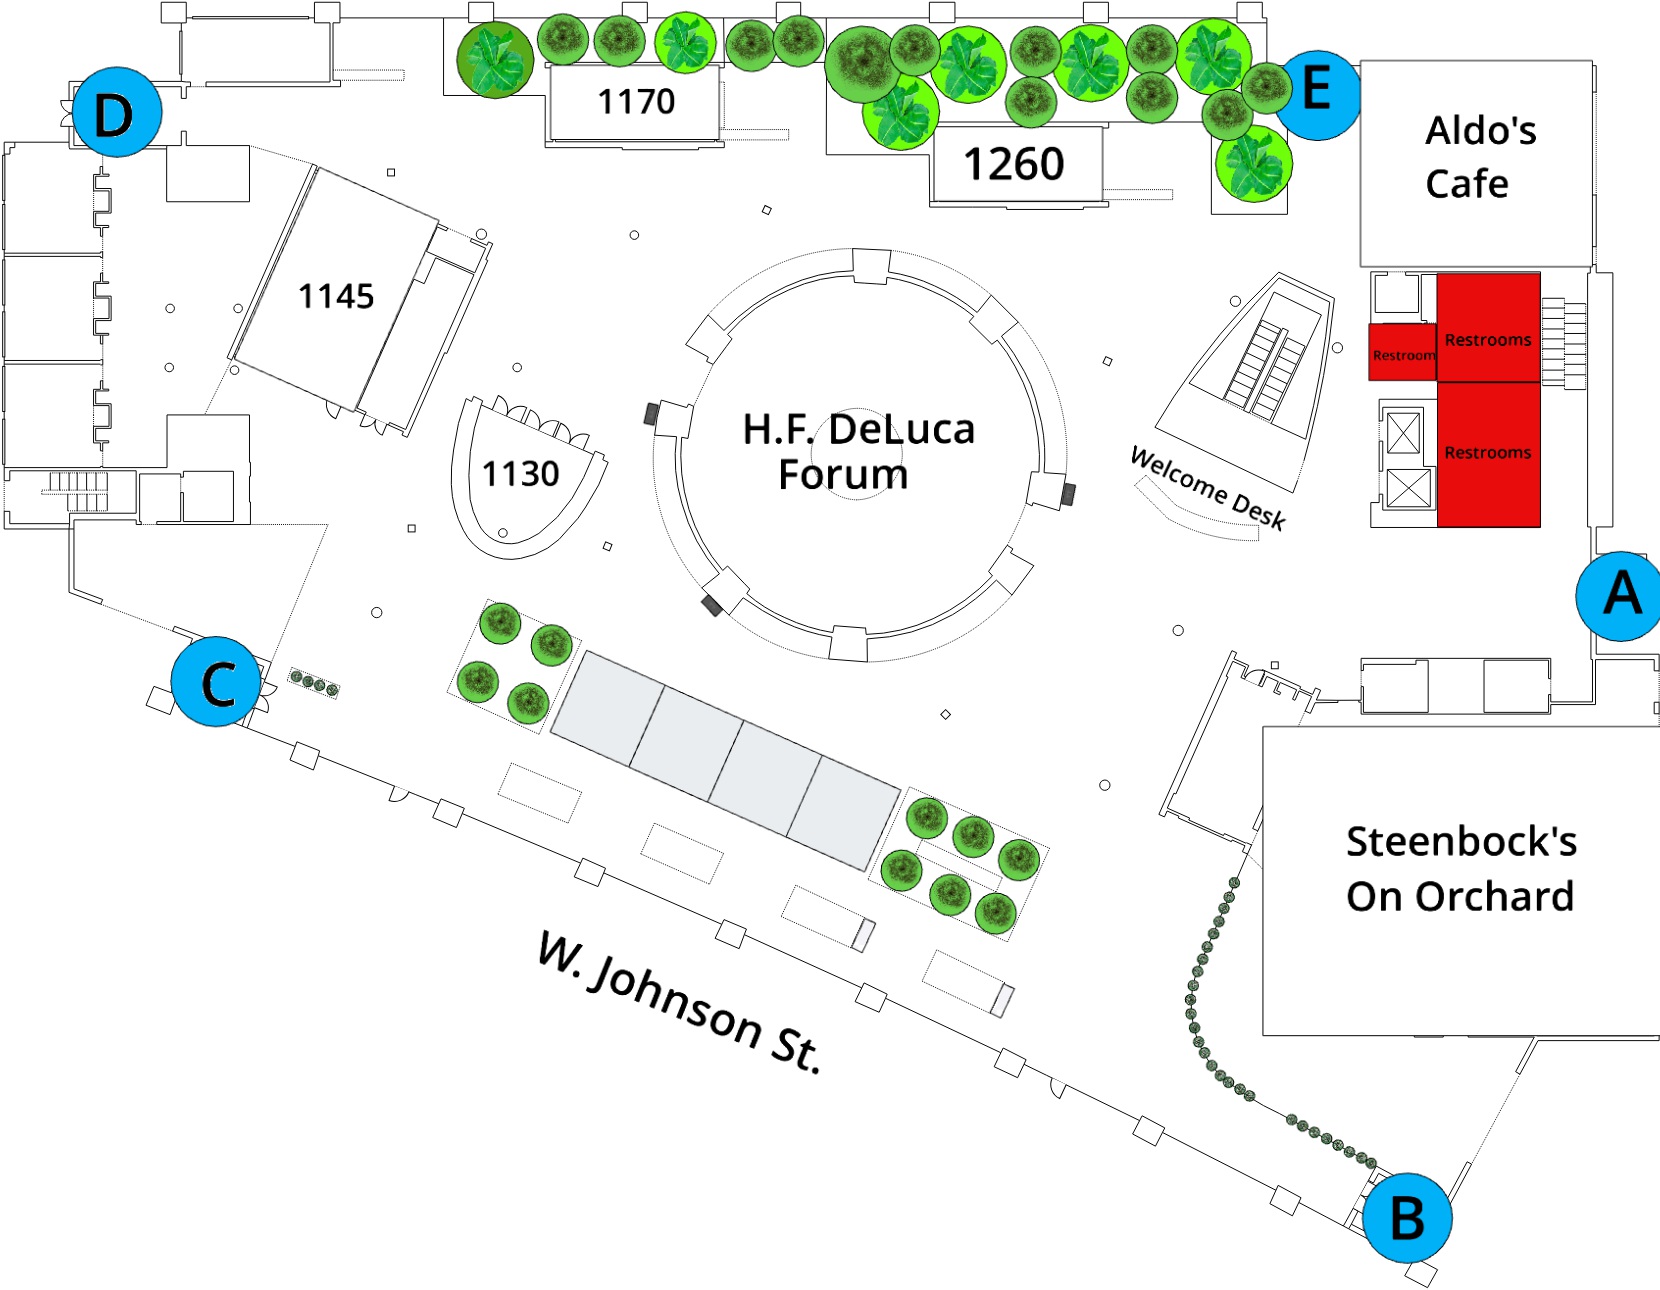 E
D
1170
Aldo's
Cafe
1260
1145
Restrooms
Restroom
H.F. DeLuca
Forum
1130
Restrooms
Welcome Desk
A
C
Steenbock's
On Orchard
W. Johnson St.
B